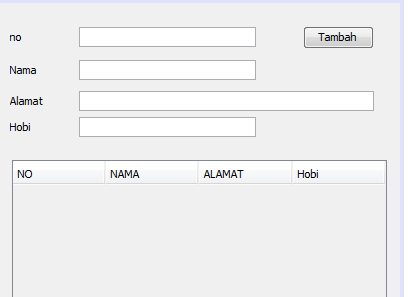 no Tambah
Nama
Alamat
Hobi
NO NAMA ALAMAT Hobi